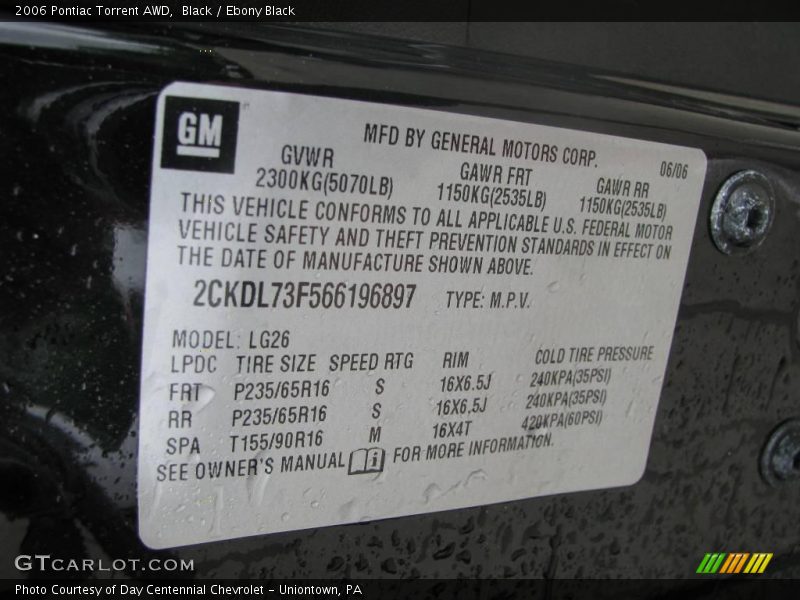 2006 Pontiac Torrent AWD, Black / Ebony Black
GM
MFD BY GENERAL MOTORS CORP.
06/06
GVWR GAWR FRT GAWR RR
2300KG(5070LB) 1150KG(2535LB) 1150KG(2535LB)
THIS VEHICLE CONFORMS TO ALL APPLICABLE U.S. FEDERAL MOTOR
VEHICLE SAFETY AND THEFT PREVENTION STANDARDS IN EFFECT ON
THE DATE OF MANUFACTURE SHOWN ABOVE.
2CKDL73F566196897 TYPE: M.P.V.
MODEL: LG26
LPDC TIRE SIZE SPEED RTG RIM COLD TIRE PRESSURE
FRT P235/65R16 S 16X6.5J 240KPA(35PSI)
RR P235/65R16 S 16X6.5J 240KPA(35PSI)
SPA T155/90R16 M 16X4T 420KPA(60PSI)
SEE OWNER'S MANUAL i FOR MORE INFORMATION.
GTCARLOT.COM
Photo Courtesy of Day Centennial Chevrolet - Uniontown, PA